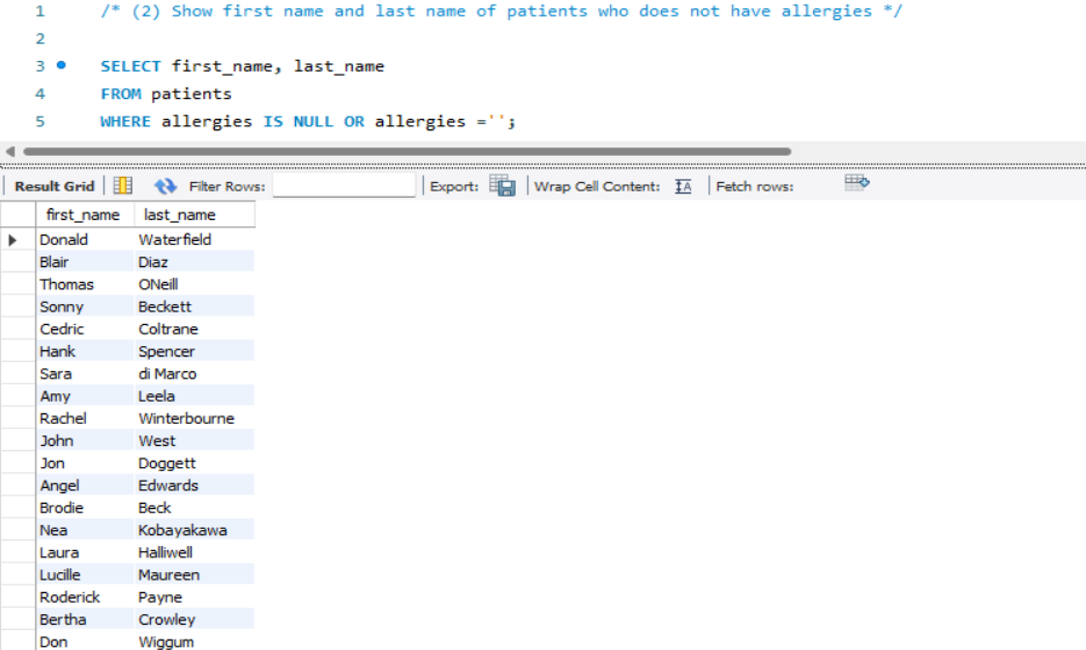 1 /* (2) Show first name and last name of patients who does not have allergies */
2
3 SELECT first_name, last_name
4 FROM patients
5 WHERE allergies IS NULL OR allergies ='';
Result Grid Filter Rows: Export: Wrap Cell Content: IA Fetch rows:
first_name last_name
Donald Waterfield
Blair Diaz
Thomas ONeill
Sonny Beckett
Cedric Coltrane
Hank Spencer
Sara di Marco
Amy Leela
Rachel Winterbourne
John West
Jon Doggett
Angel Edwards
Brodie Beck
Nea Kobayakawa
Laura Halliwell
Lucille Maureen
Roderick Payne
Bertha Crowley
Don Wiggum